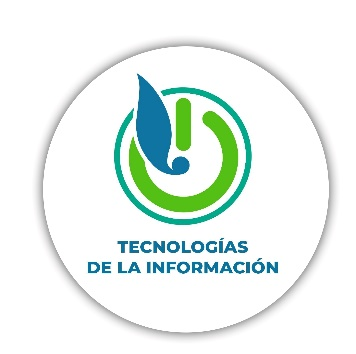 TECNOLOGÍAS
DE LA INFORMACIÓN